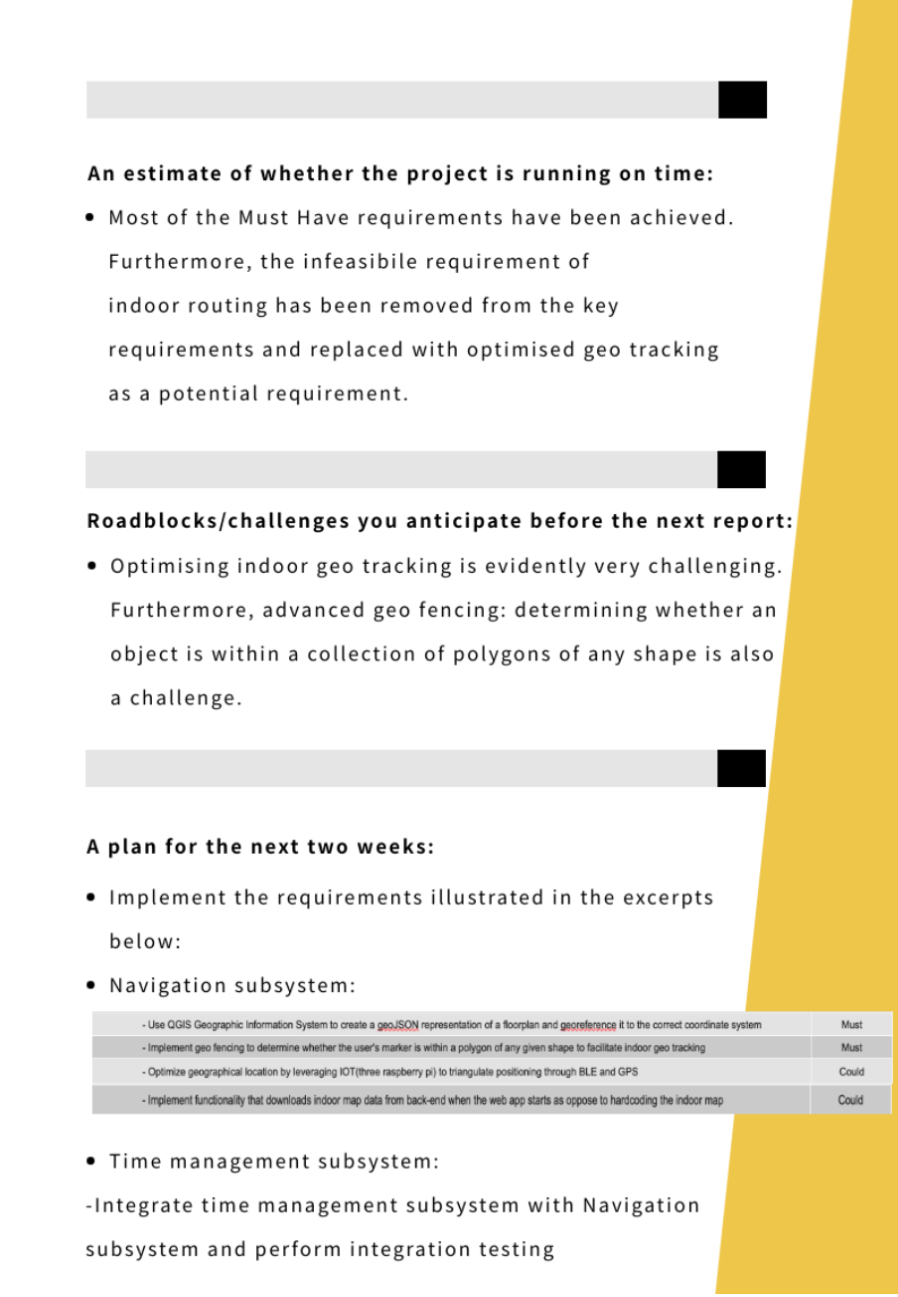 An estimate of whether the project is running on time:
• Most of the Must Have requirements have been achieved.
Furthermore, the infeasibile requirement of
indoor routing has been removed from the key
requirements and replaced with optimised geo tracking
as a potential requirement.
Roadblocks/challenges you anticipate before the next report:
• Optimising indoor geo tracking is evidently very challenging.
Furthermore, advanced geo fencing: determining whether an
object is within a collection of polygons of any shape is also
a challenge.
A plan for the next two weeks:
• Implement the requirements illustrated in the excerpts
below:
• Navigation subsystem:
- Use QGIS Geographic Information System to create a geoJSON representation of a floorplan and georeference it to the correct coordinate system Must
- Implement geo fencing to determine whether the user's marker is within a polygon of any given shape to facilitate indoor geo tracking Must
- Optimize geographical location by leveraging IOT(three raspberry pi) to triangulate positioning through BLE and GPS Could
- Implement functionality that downloads indoor map data from back-end when the web app starts as oppose to hardcoding the indoor map Could
• Time management subsystem:
-Integrate time management subsystem with Navigation
subsystem and perform integration testing